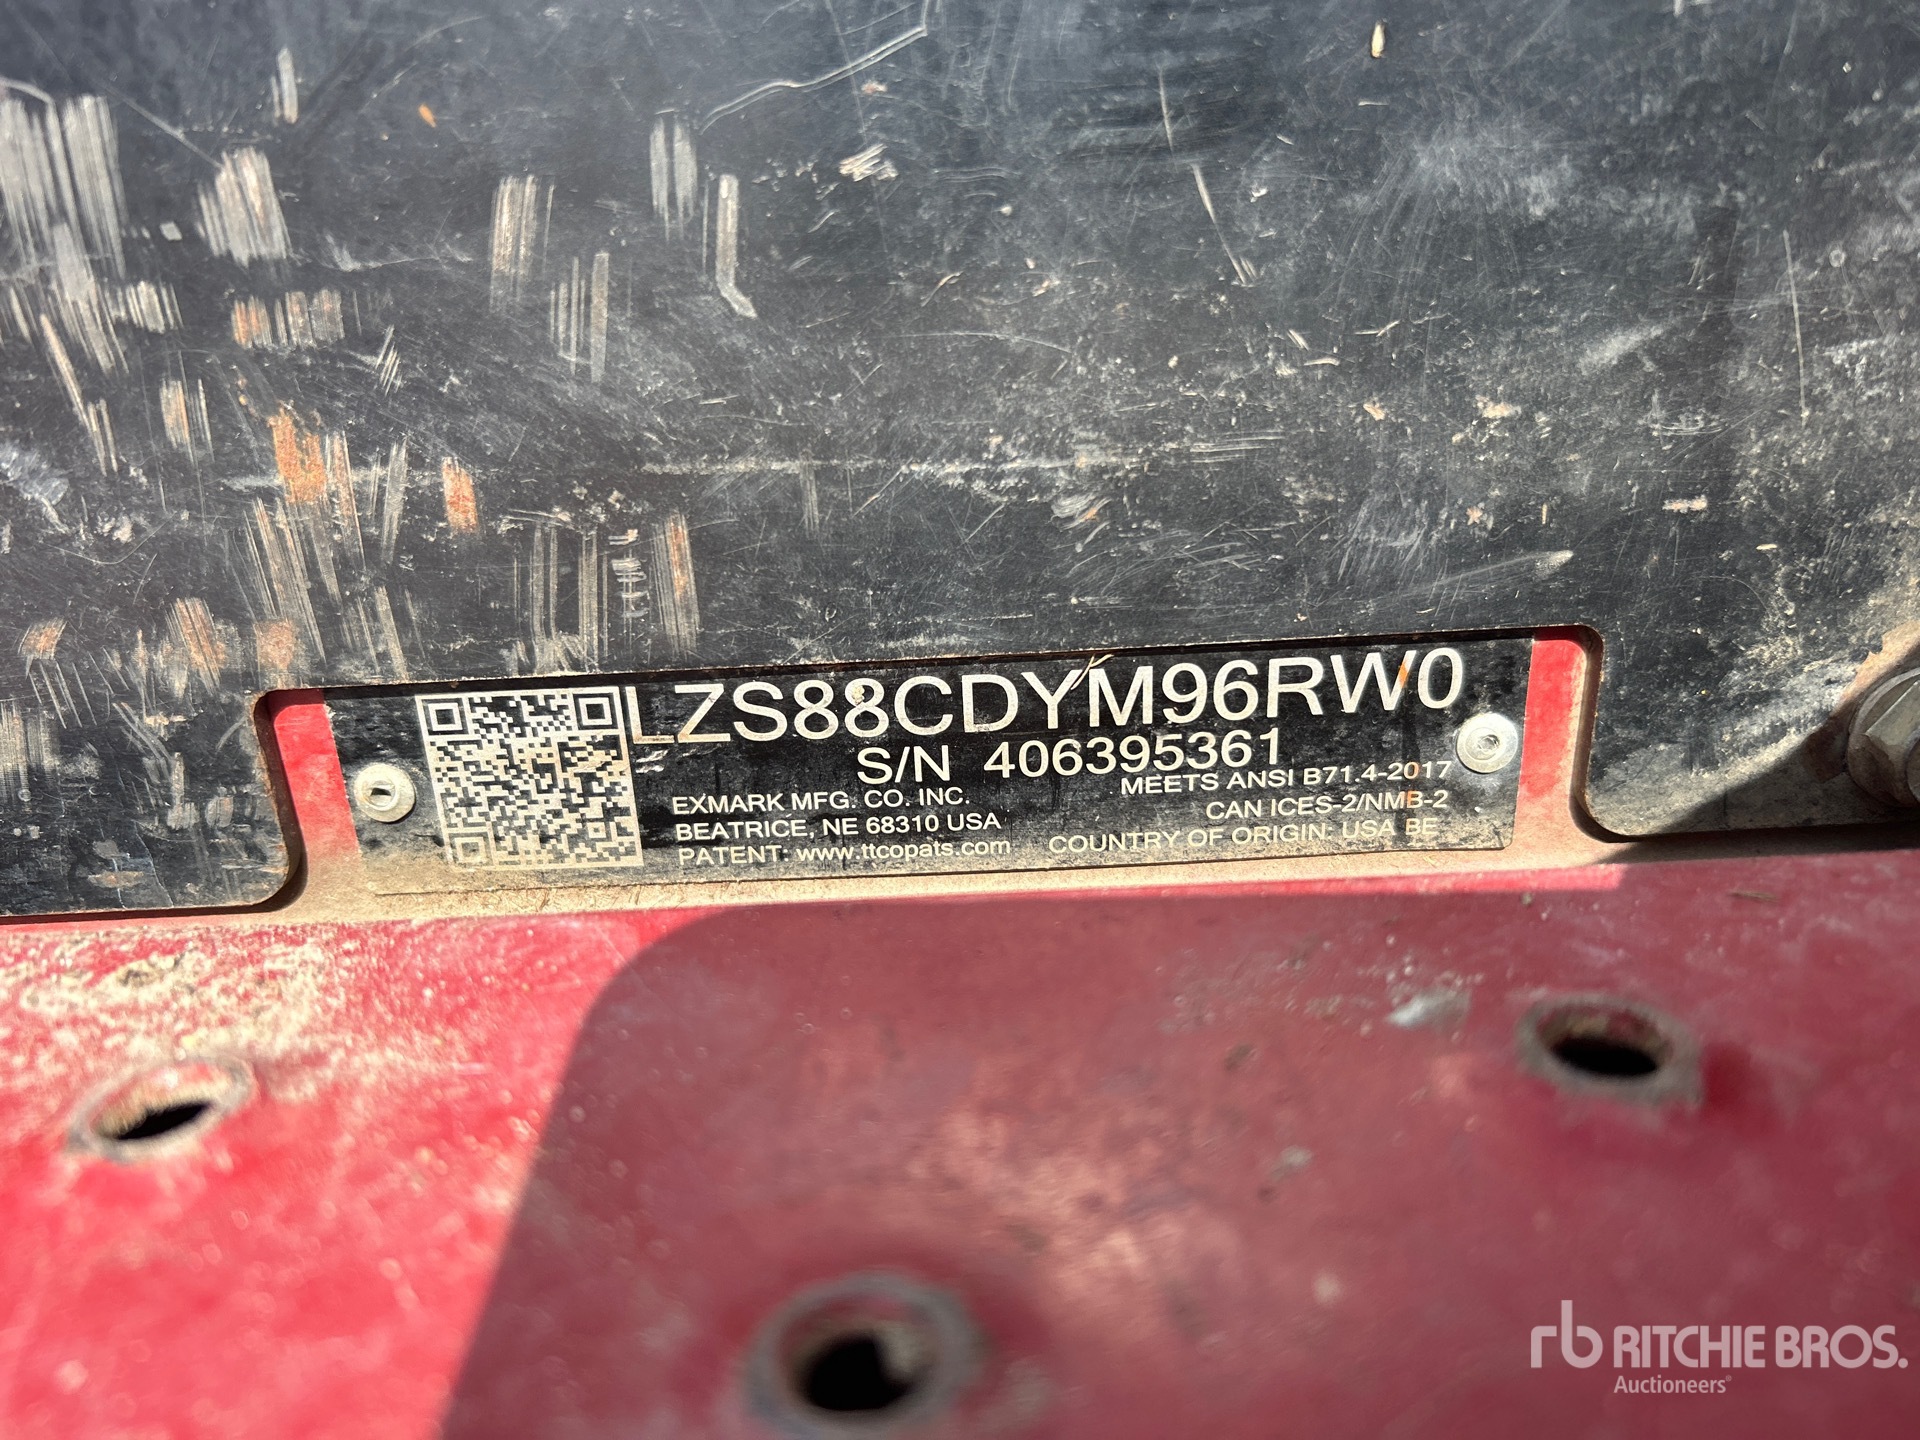 LZS88CDYM96RW0
S/N 406395361
EXMARK MFG. CO. INC.
BEATRICE, NE 68310 USA
PATENT: www.ttcopats.com
MEETS ANSI B71.4-2017
CAN ICES-2/NMB-2
COUNTRY OF ORIGIN: USA BE
rb RITCHIE BROS.
Auctioneers®